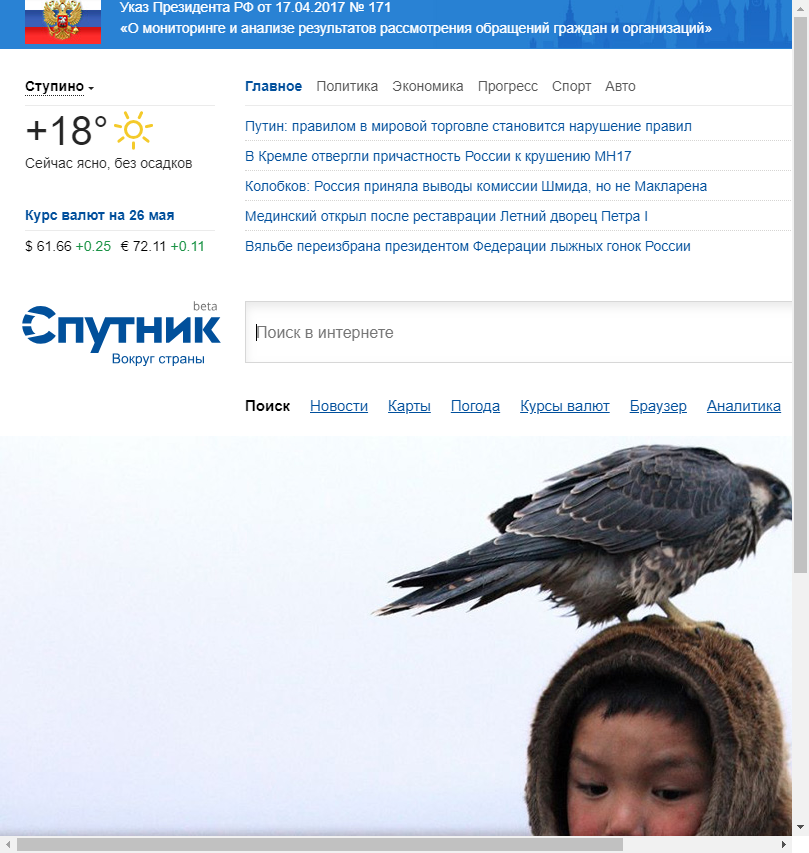 Указ Президента РФ от 17.04.2017 № 171
«О мониторинге и анализе результатов рассмотрения обращений граждан и организаций»
Ступино
Главное Политика Экономика Прогресс Спорт Авто
+18°
Сейчас ясно, без осадков
Путин: правилом в мировой торговле становится нарушение правил
В Кремле отвергли причастность России к крушению МН17
Колобков: Россия приняла выводы комиссии Шмида, но не Макларена
Мединский открыл после реставрации Летний дворец Петра I
Вяльбе переизбрана президентом Федерации лыжных гонок России
Курс валют на 26 мая
$ 61.66 +0.25 € 72.11 +0.11
beta
Спутник
Вокруг страны
Поиск в интернете
Поиск Новости Карты Погода Курсы валют Браузер Аналитика